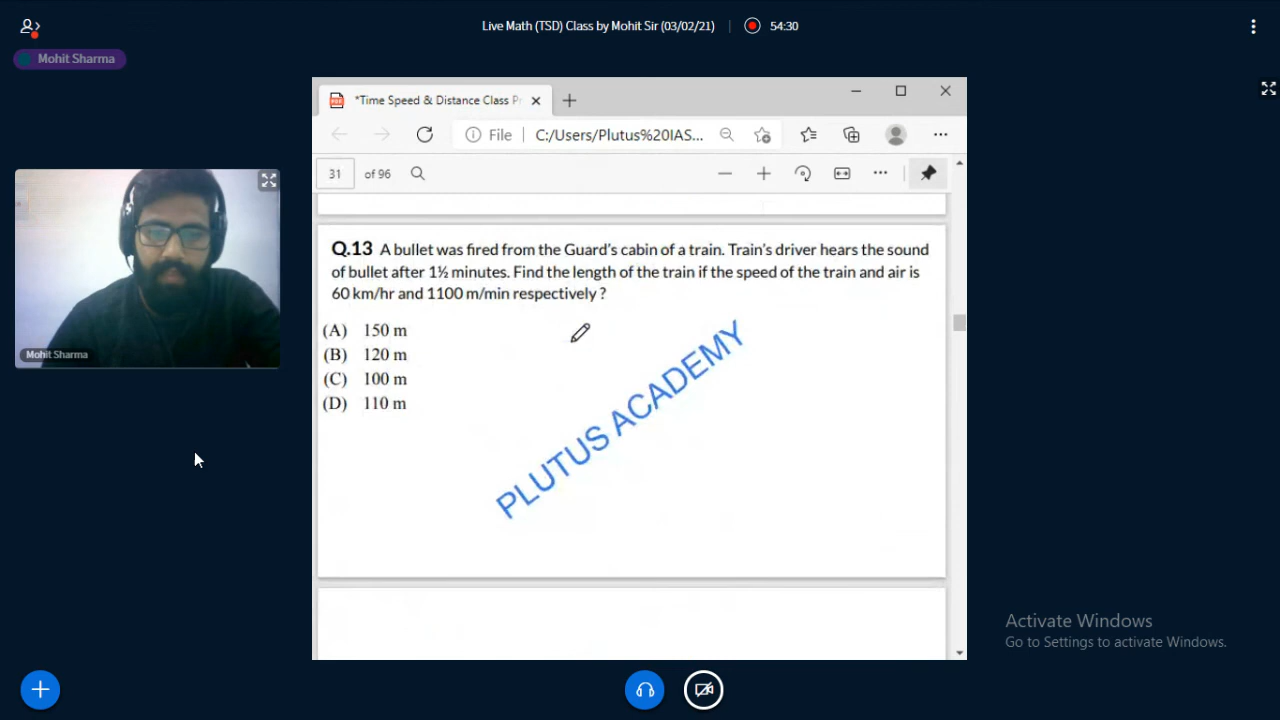 Live Math (TSD) Class by Mohit Sir (03/02/21)
54:30
Mohit Sharma
*Time Speed & Distance Class Pr
File
C:/Users/Plutus%20IAS...
31
of 96
Q.13 A bullet was fired from the Guard's cabin of a train. Train's driver hears the sound
of bullet after 1½ minutes. Find the length of the train if the speed of the train and air is
60 km/hr and 1100 m/min respectively ?
(A) 150 m
(B) 120 m
(C) 100 m
(D) 110 m
PLUTUS ACADEMY
Mohit Sharma
Activate Windows
Go to Settings to activate Windows.